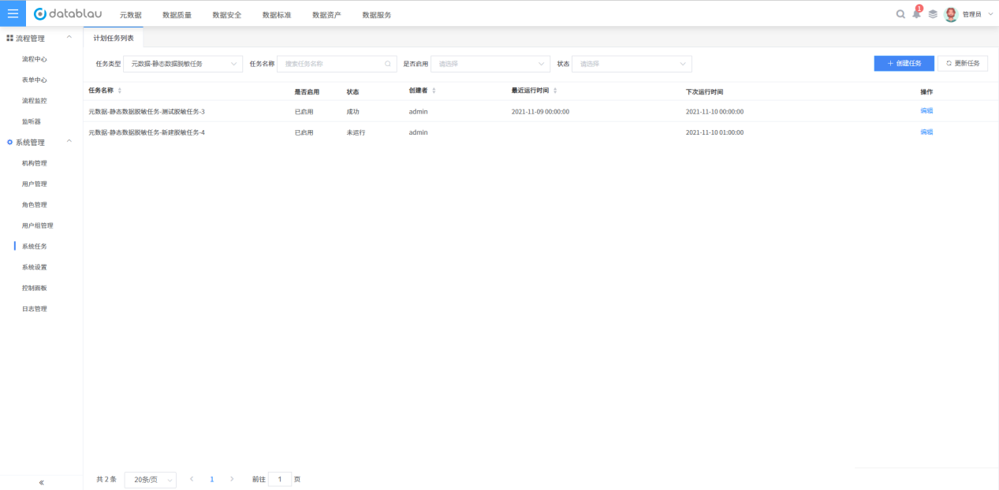 datablau 元数据 数据质量 数据安全 数据标准 数据资产 数据服务 1 管理员
流程管理
流程中心
表单中心
流程监控
监听器
系统管理
机构管理
用户管理
角色管理
用户组管理
系统任务
系统设置
控制面板
日志管理
计划任务列表
任务类型 元数据-静态数据脱敏任务 任务名称 搜索任务名称 是否启用 请选择 状态 请选择 + 创建任务 更新任务
任务名称 是否启用 状态 创建者 最近运行时间 下次运行时间 操作
元数据-静态数据脱敏任务-测试脱敏任务-3 已启用 成功 admin 2021-11-09 00:00:00 2021-11-10 00:00:00 编辑
元数据-静态数据脱敏任务-新建脱敏任务-4 已启用 未运行 admin 2021-11-10 01:00:00 编辑
共 2 条 20条/页 < 1 > 前往 1 页
«